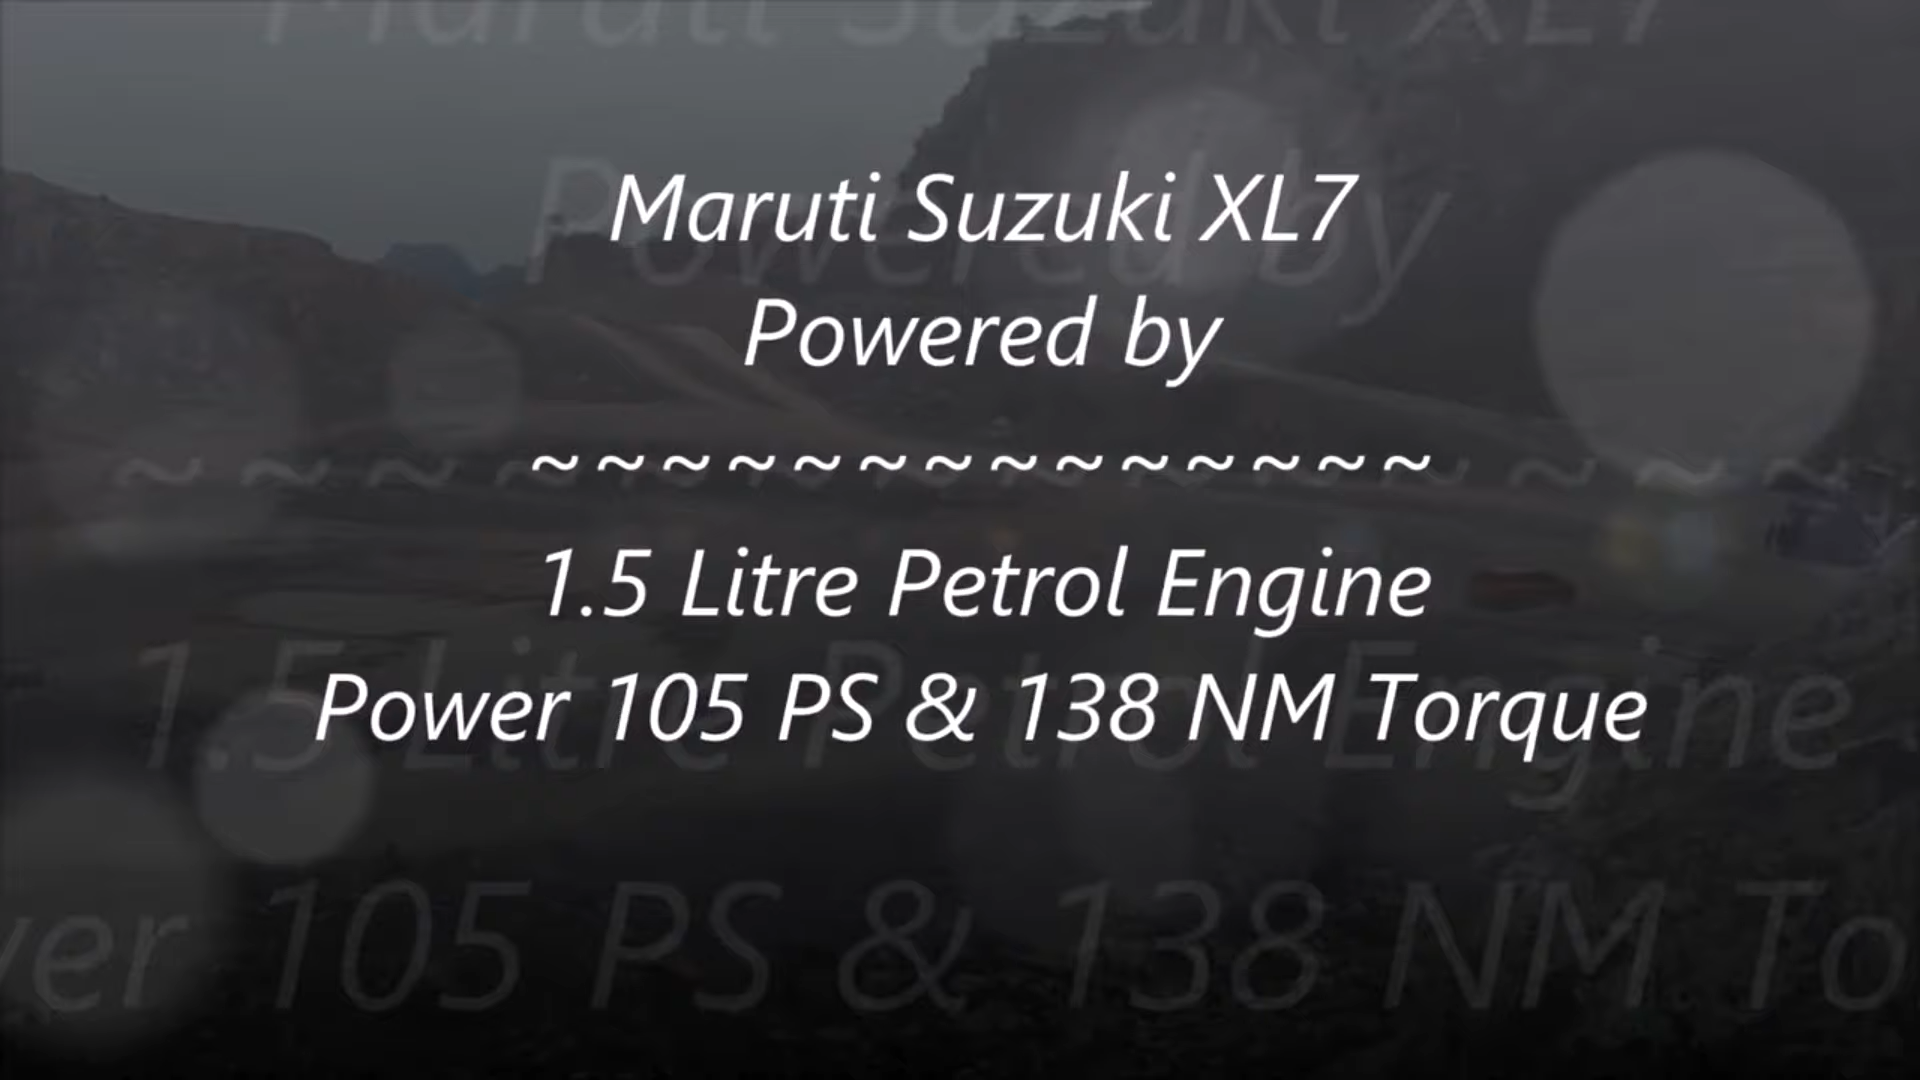 Maruti Suzuki XL7
Powered by
~~~~~~~~~~~~~~
1.5 Litre Petrol Engine
Power 105 PS & 138 NM Torque